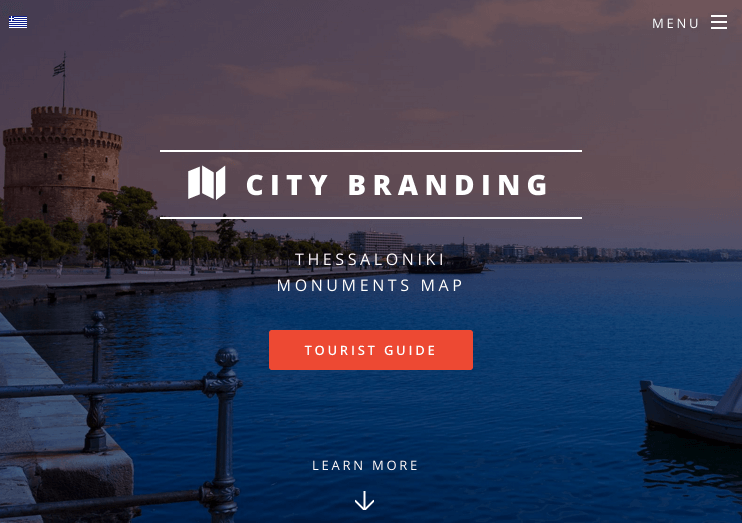 MENU
CITY BRANDING
THESSALONIKI
MONUMENTS MAP
TOURIST GUIDE
LEARN MORE